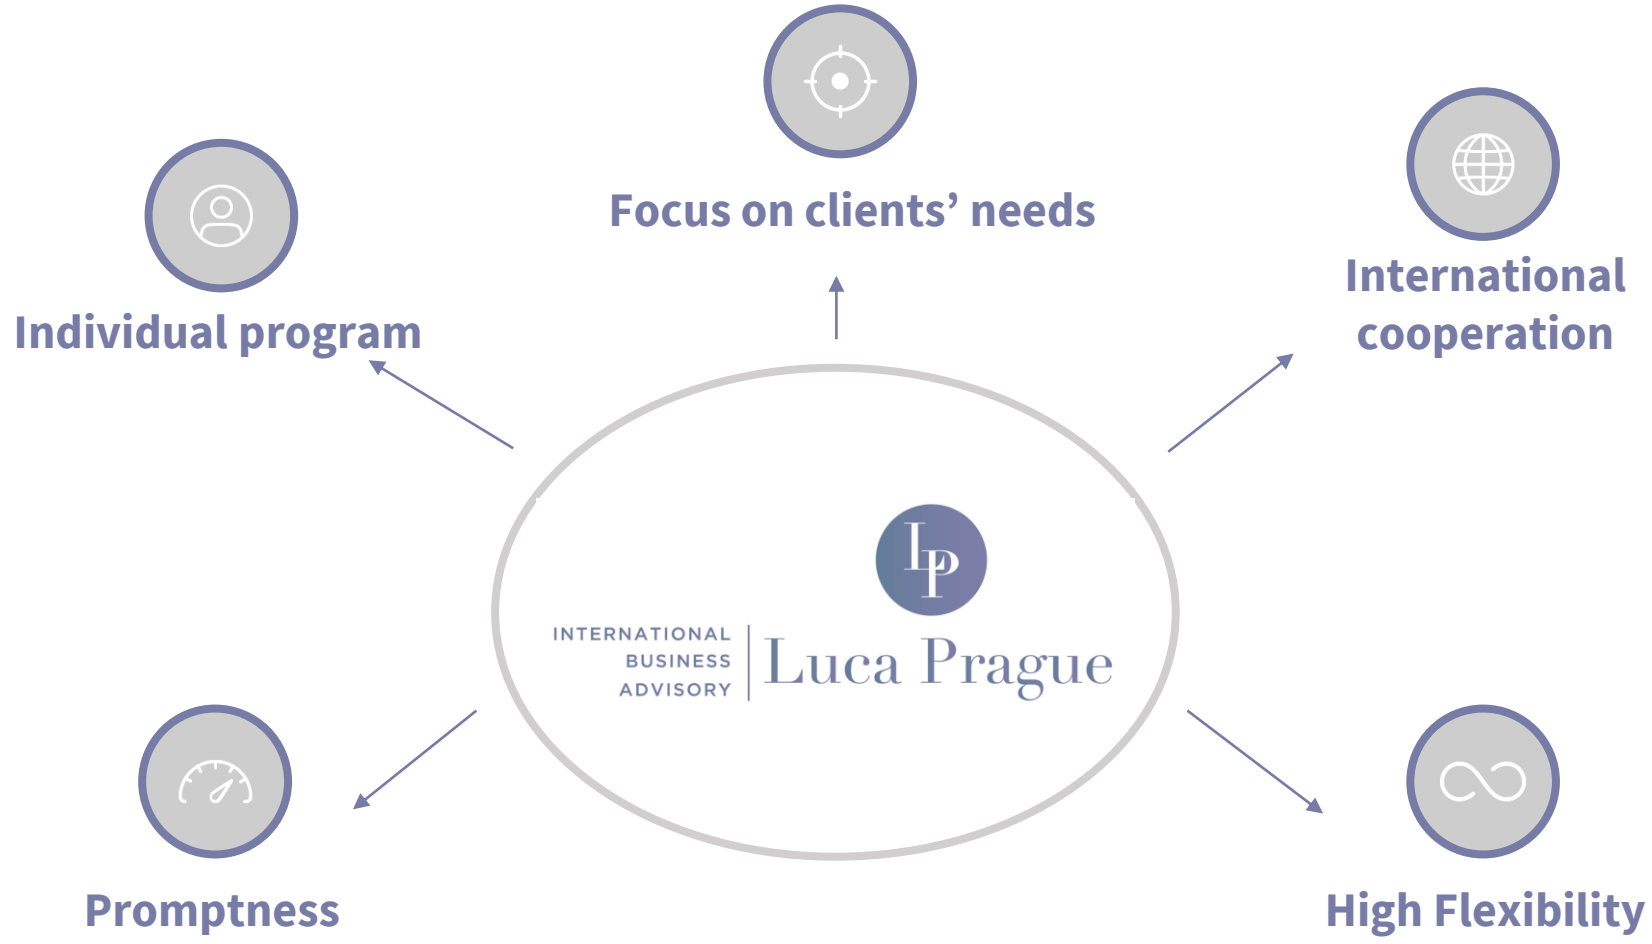 Focus on clients’ needs
International
cooperation
Individual program
LP
INTERNATIONAL
BUSINESS
ADVISORY
Luca Prague
Promptness
High Flexibility